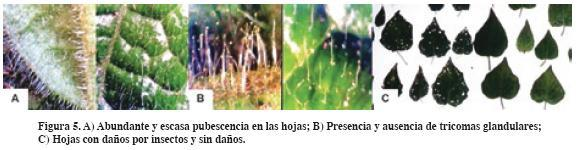 A
B
C
Figura 5. A) Abundante y escasa pubescencia en las hojas; B) Presencia y ausencia de tricomas glandulares;
C) Hojas con daños por insectos y sin daños.